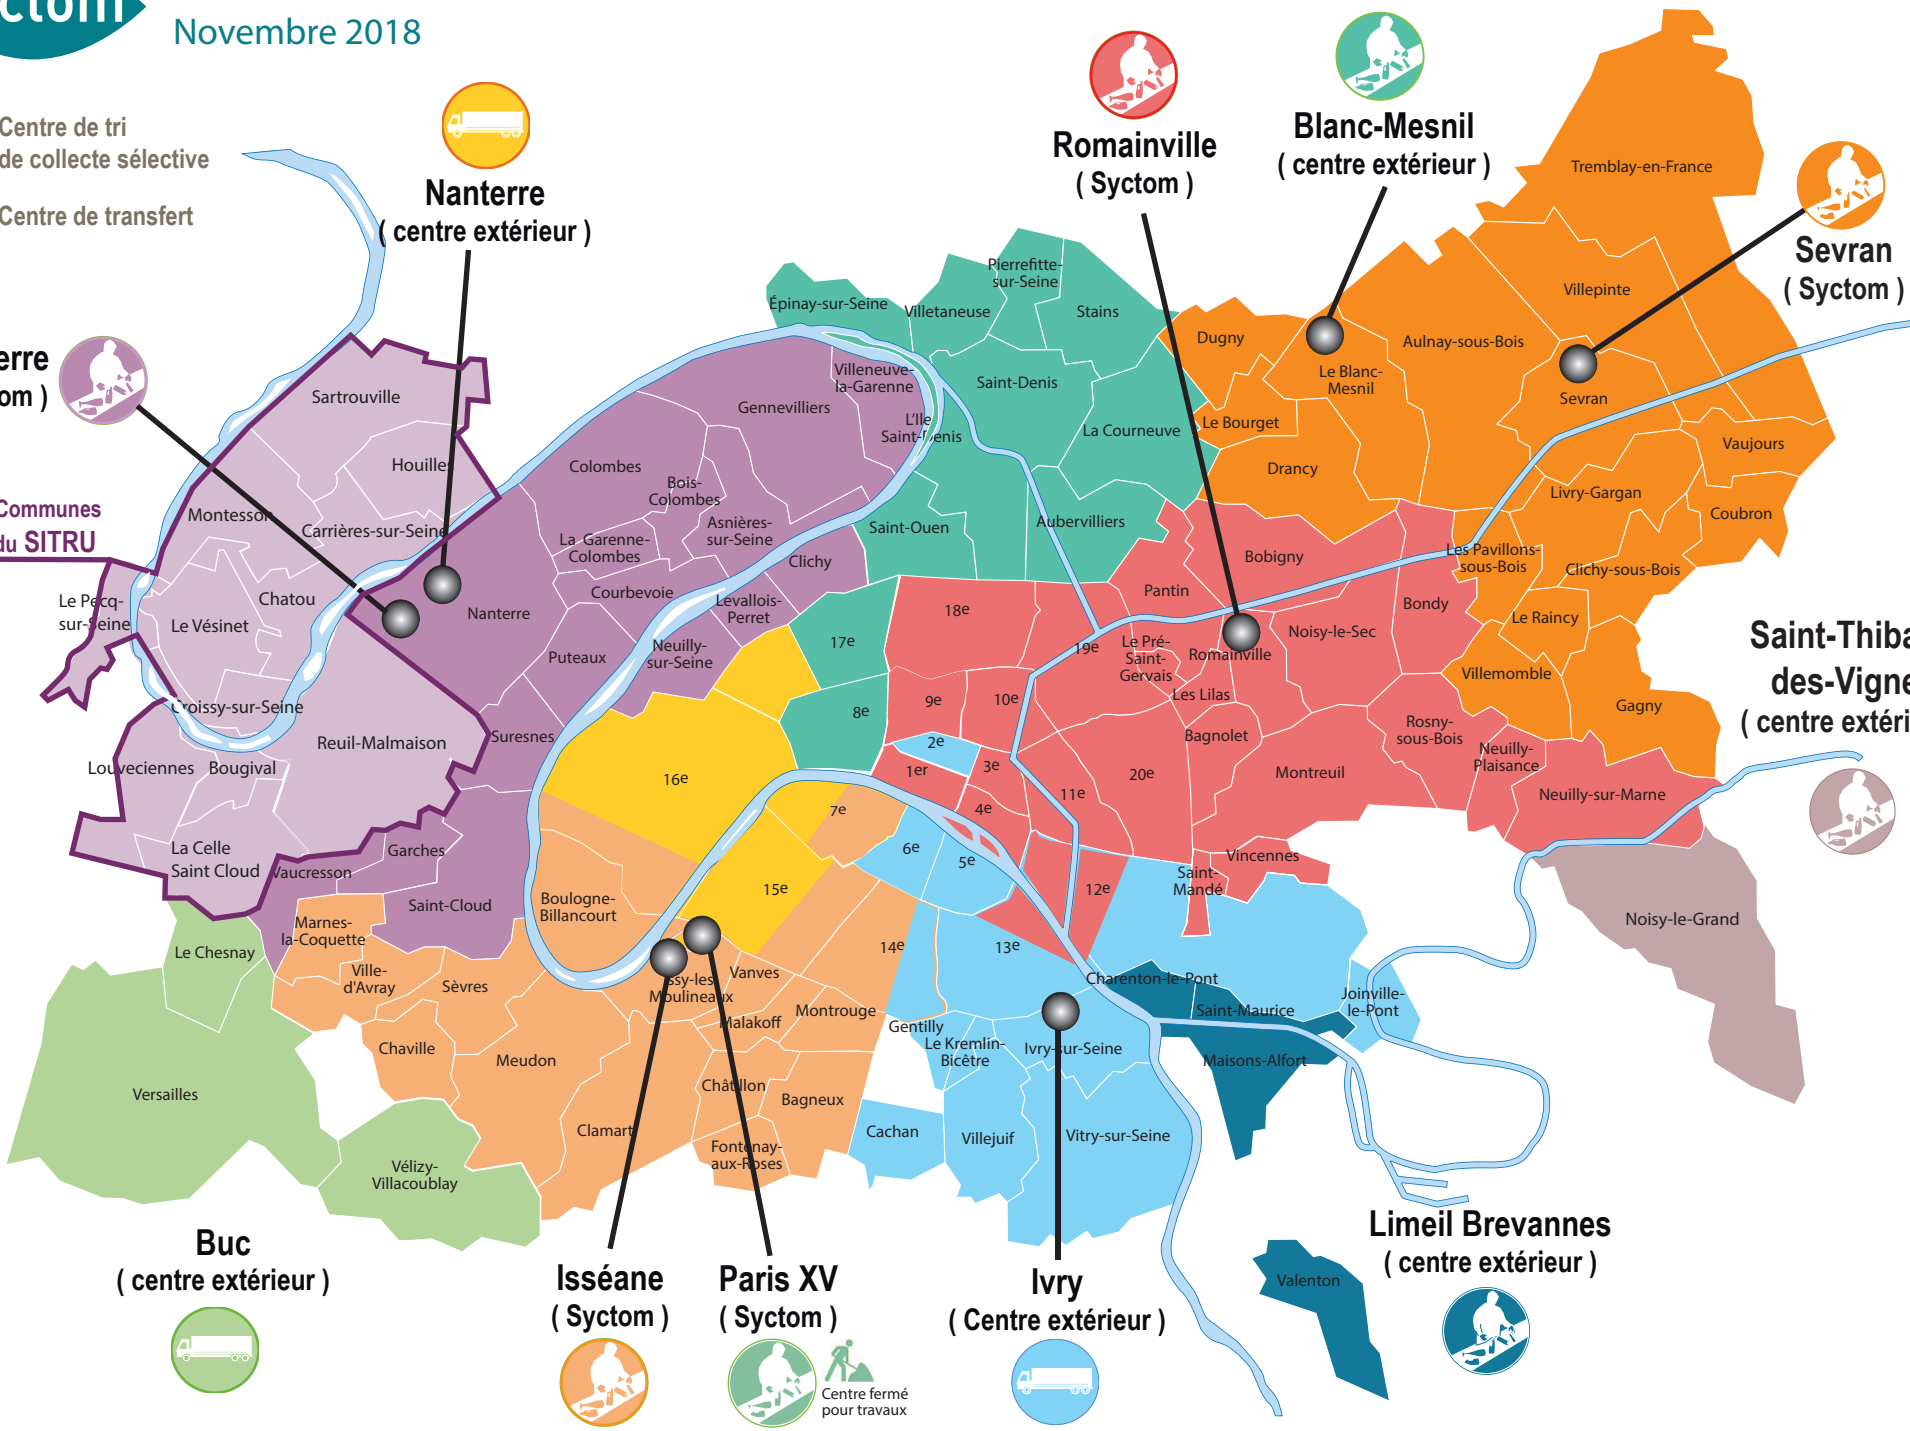 ctom
Novembre 2018
Centre de tri
de collecte sélective
Centre de transfert
Nanterre
( centre extérieur )
Romainville
( Syctom )
Blanc-Mesnil
( centre extérieur )
Sevran
( Syctom )
erre
om )
Communes
du SITRU
Saint-Thiba
des-Vigne
( centre extéri
Buc
( centre extérieur )
Isséane
( Syctom )
Paris XV
( Syctom )
Centre fermé
pour travaux
Ivry
( Centre extérieur )
Limeil Brevannes
( centre extérieur )
Tremblay-en-France
Villepinte
Aulnay-sous-Bois
Sevran
Dugny
Le Blanc-
Mesnil
Le Bourget
Drancy
Vaujours
Livry-Gargan
Coubron
Les Pavillons-
sous-Bois
Clichy-sous-Bois
Le Raincy
Villemomble
Gagny
Épinay-sur-Seine
Villetaneuse
Pierrefitte-
sur-Seine
Stains
Saint-Denis
La Courneuve
L'Ile
Saint-Denis
Saint-Ouen
Aubervilliers
17e
8e
Villeneuve-
la-Garenne
Gennevilliers
Colombes
Bois-
Colombes
Asnières-
sur-Seine
La Garenne-
Colombes
Clichy
Courbevoie
Levallois-
Perret
Nanterre
Puteaux
Neuilly-
sur-Seine
Suresnes
Garches
Vaucresson
Saint-Cloud
Sartrouville
Houilles
Montesson
Carrières-sur-Seine
Le Pecq-
sur-Seine
Le Vésinet
Chatou
Croissy-sur-Seine
Reuil-Malmaison
Louveciennes
Bougival
La Celle
Saint Cloud
18e
19e
9e
10e
2e
1er
3e
4e
11e
20e
12e
Pantin
Bobigny
Bondy
Noisy-le-Sec
Le Pré-
Saint-
Gervais
Romainville
Les Lilas
Bagnolet
Montreuil
Rosny-
sous-Bois
Neuilly-
Plaisance
Neuilly-sur-Marne
Vincennes
Saint-
Mandé
Noisy-le-Grand
16e
7e
15e
6e
5e
13e
14e
Boulogne-
Billancourt
Marnes-
la-Coquette
Ville-
d'Avray
Sèvres
Chaville
Meudon
ssy-les
Moulineaux
Vanves
Malakoff
Montrouge
Châtillon
Bagneux
Clamart
Fontenay-
aux-Roses
Le Chesnay
Versailles
Vélizy-
Villacoublay
Gentilly
Le Kremlin-
Bicêtre
Ivry-sur-Seine
Cachan
Villejuif
Vitry-sur-Seine
Charenton-le-Pont
Saint-Maurice
Joinville-
le-Pont
Maisons-Alfort
Valenton